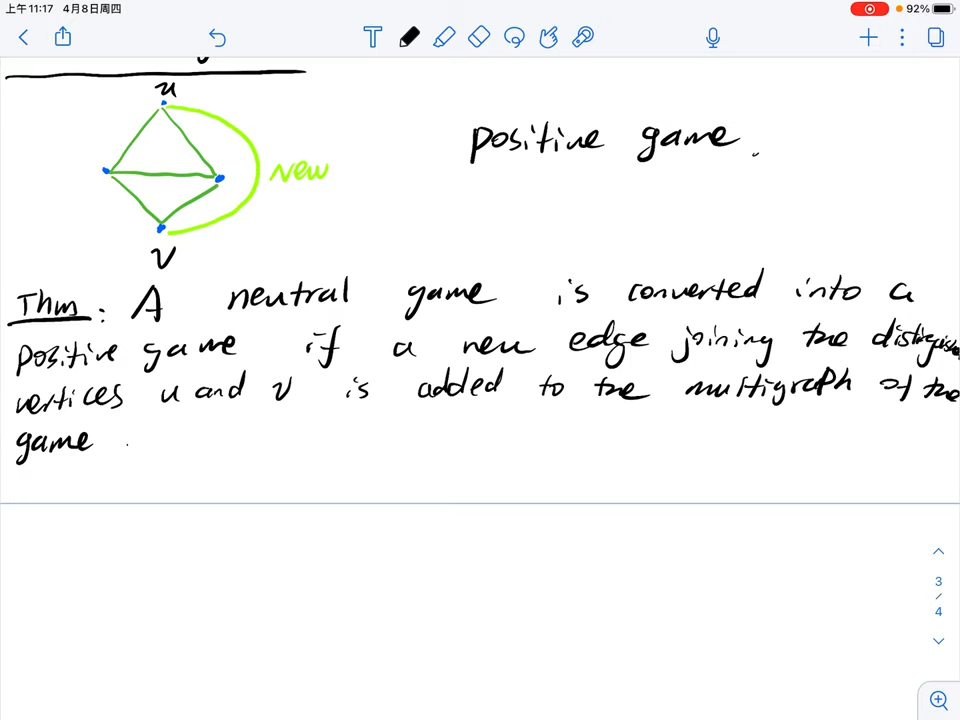 上午11:17 4月8日周四
92%
T
u
New
positive game.
v
Thm: A neutral game is converted into a
positive game if a new edge joining the
vertices u and v is added to the multigraph of the
game.
3
/
4